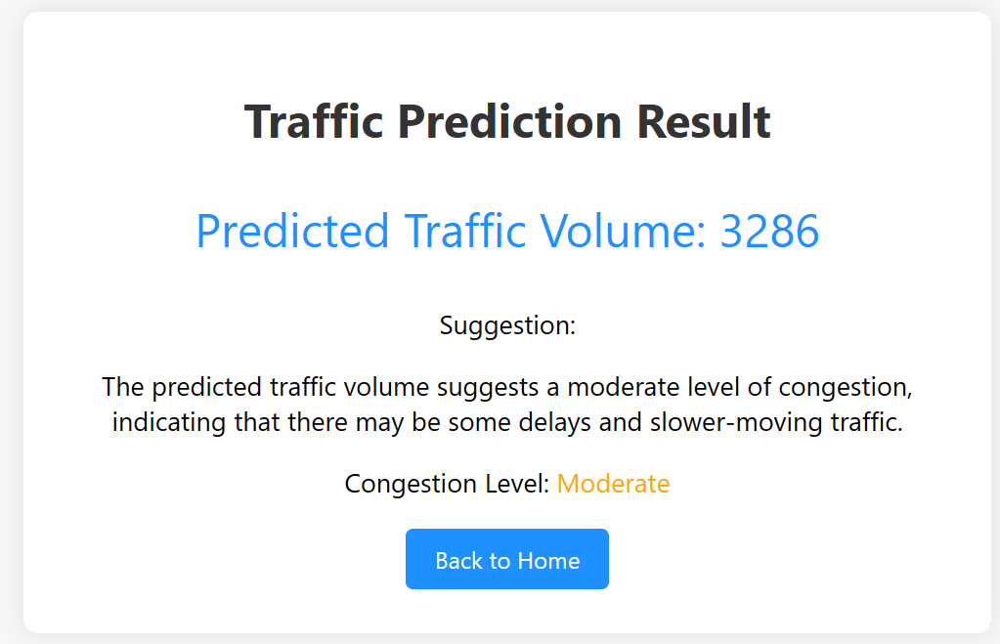 Traffic Prediction Result
Predicted Traffic Volume: 3286
Suggestion:
The predicted traffic volume suggests a moderate level of congestion,
indicating that there may be some delays and slower-moving traffic.
Congestion Level: Moderate
Back to Home